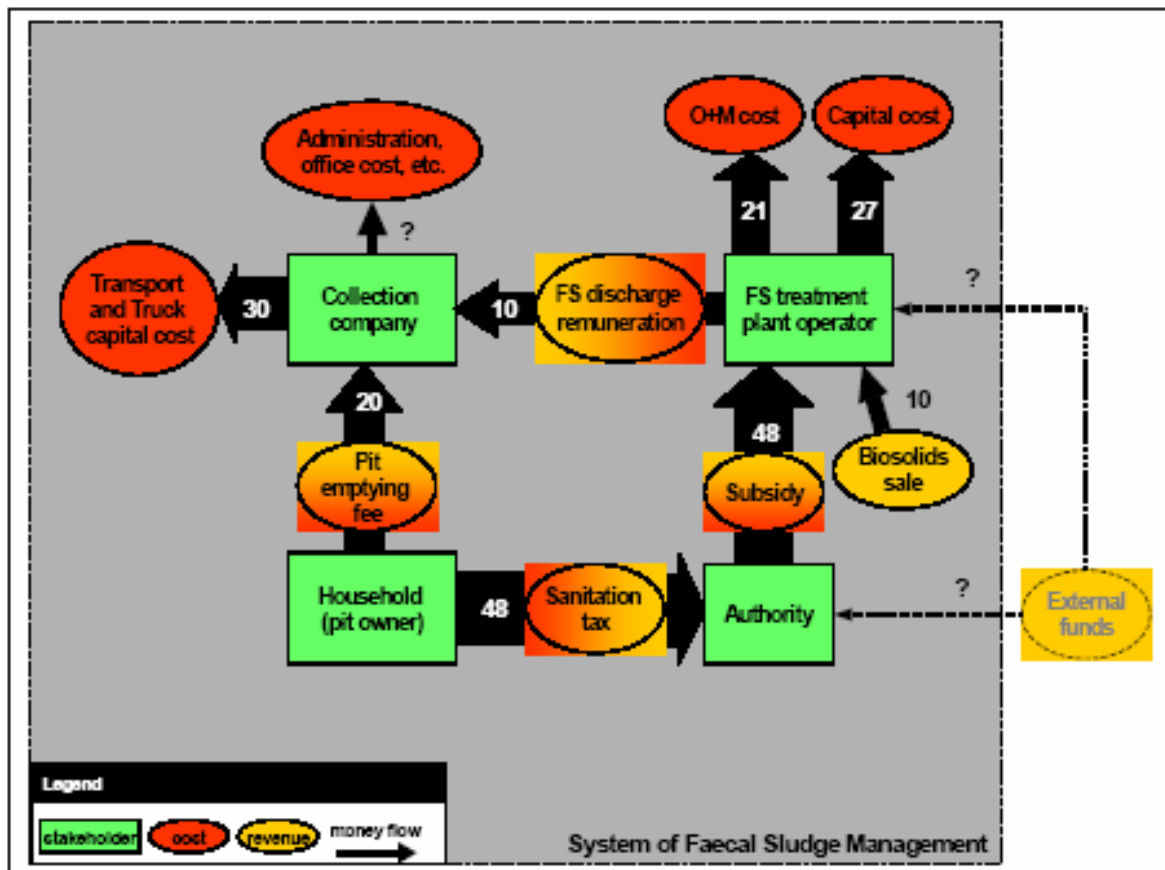 O+M cost
Capital cost
Administration,
office cost, etc.
21
27
?
?
Transport
and Truck
capital cost
30
Collection
company
10
FS discharge
remuneration
FS treatment
plant operator
20
48
10
Pit
emptying
fee
Subsidy
Biosolids
sale
Household
(pit owner)
48
Sanitation
tax
Authority
?
External
funds
Legend
stakeholder
cost
revenue
money flow
System of Faecal Sludge Management